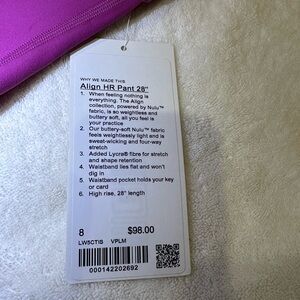 WHY WE MADE THIS
Align HR Pant 28"
1. When feeling nothing is
everything. The Align
collection, powered by Nulu™
fabric, is so weightless and
buttery soft, all you feel is
your practice
2. Our buttery-soft Nulu™ fabric
feels weightlessly light and is
sweat-wicking and four-way
stretch
3. Added Lycra® fibre for stretch
and shape retention
4. Waistband lies flat and won't
dig in
5. Waistband pocket holds your key
or card
6. High rise, 28" length
8 $98.00
LW5CTIS VPLM
000142202692